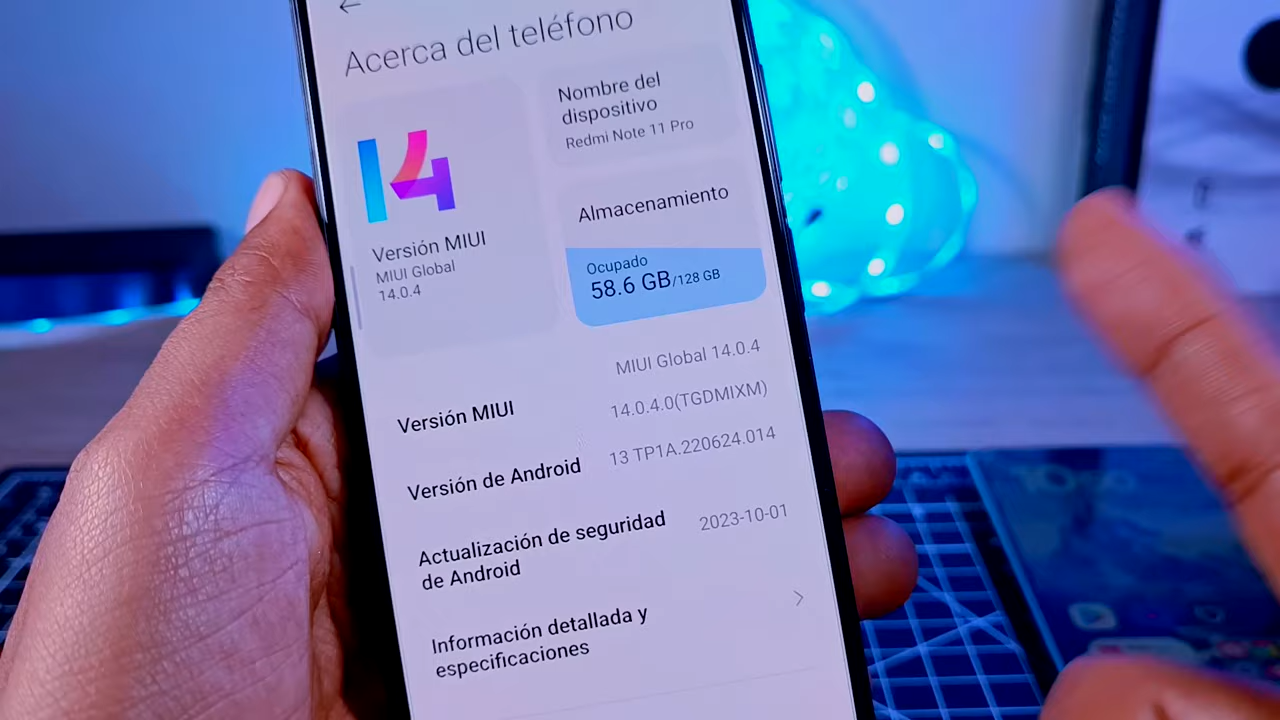 Acerca del teléfono
14
Versión MIUI
MIUI Global
14.0.4
Nombre del
dispositivo
Redmi Note 11 Pro
Almacenamiento
Ocupado
58.6 GB/128 GB
MIUI Global 14.0.4
Versión MIUI
14.0.4.0(TGDMIXM)
Versión de Android
13 TP1A.220624.014
Actualización de seguridad
de Android
2023-10-01
Información detallada y
especificaciones